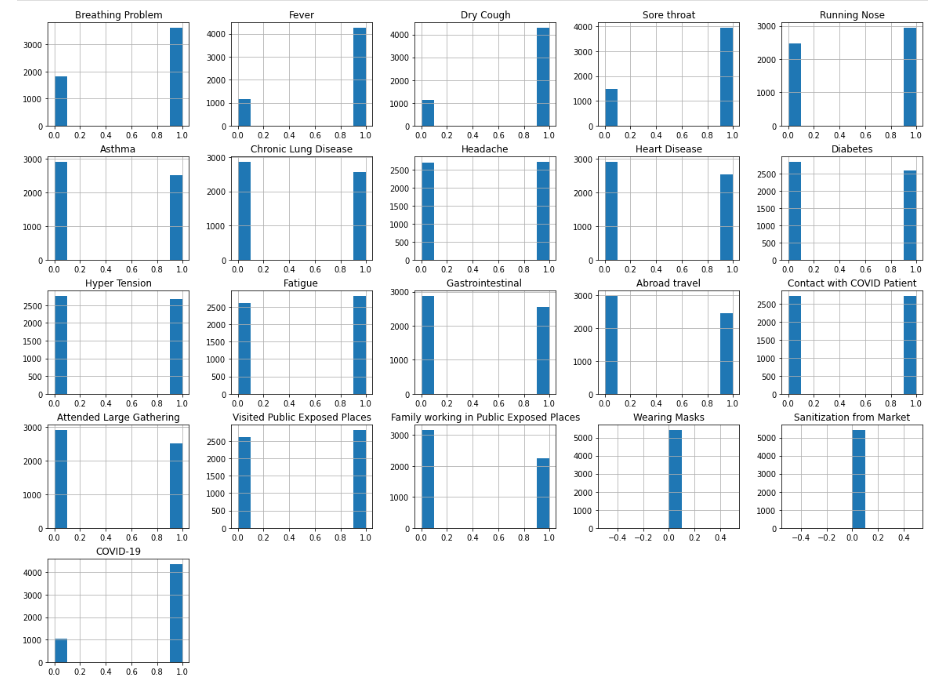 Breathing Problem
3000
2000
1000
0
0.0 0.2 0.4 0.6 0.8 1.0
Fever
4000
3000
2000
1000
0
0.0 0.2 0.4 0.6 0.8 1.0
Dry Cough
4000
3000
2000
1000
0
0.0 0.2 0.4 0.6 0.8 1.0
Sore throat
4000
3000
2000
1000
0
0.0 0.2 0.4 0.6 0.8 1.0
Running Nose
3000
2000
1000
0
0.0 0.2 0.4 0.6 0.8 1.0
Asthma
3000
2000
1000
0
0.0 0.2 0.4 0.6 0.8 1.0
Chronic Lung Disease
3000
2000
1000
0
0.0 0.2 0.4 0.6 0.8 1.0
Headache
2500
2000
1500
1000
500
0
0.0 0.2 0.4 0.6 0.8 1.0
Heart Disease
3000
2000
1000
0
0.0 0.2 0.4 0.6 0.8 1.0
Diabetes
2500
2000
1500
1000
500
0
0.0 0.2 0.4 0.6 0.8 1.0
Hyper Tension
2500
2000
1500
1000
500
0
0.0 0.2 0.4 0.6 0.8 1.0
Fatigue
2500
2000
1500
1000
500
0
0.0 0.2 0.4 0.6 0.8 1.0
Gastrointestinal
3000
2000
1000
0
0.0 0.2 0.4 0.6 0.8 1.0
Abroad travel
3000
2000
1000
0
0.0 0.2 0.4 0.6 0.8 1.0
Contact with COVID Patient
2500
2000
1500
1000
500
0
0.0 0.2 0.4 0.6 0.8 1.0
Attended Large Gathering
3000
2000
1000
0
0.0 0.2 0.4 0.6 0.8 1.0
Visited Public Exposed Places
2500
2000
1500
1000
500
0
0.0 0.2 0.4 0.6 0.8 1.0
Family working in Public Exposed Places
3000
2000
1000
0
0.0 0.2 0.4 0.6 0.8 1.0
Wearing Masks
5000
4000
3000
2000
1000
0
−0.4 −0.2 0.0 0.2 0.4
Sanitization from Market
5000
4000
3000
2000
1000
0
−0.4 −0.2 0.0 0.2 0.4
COVID-19
4000
3000
2000
1000
0
0.0 0.2 0.4 0.6 0.8 1.0